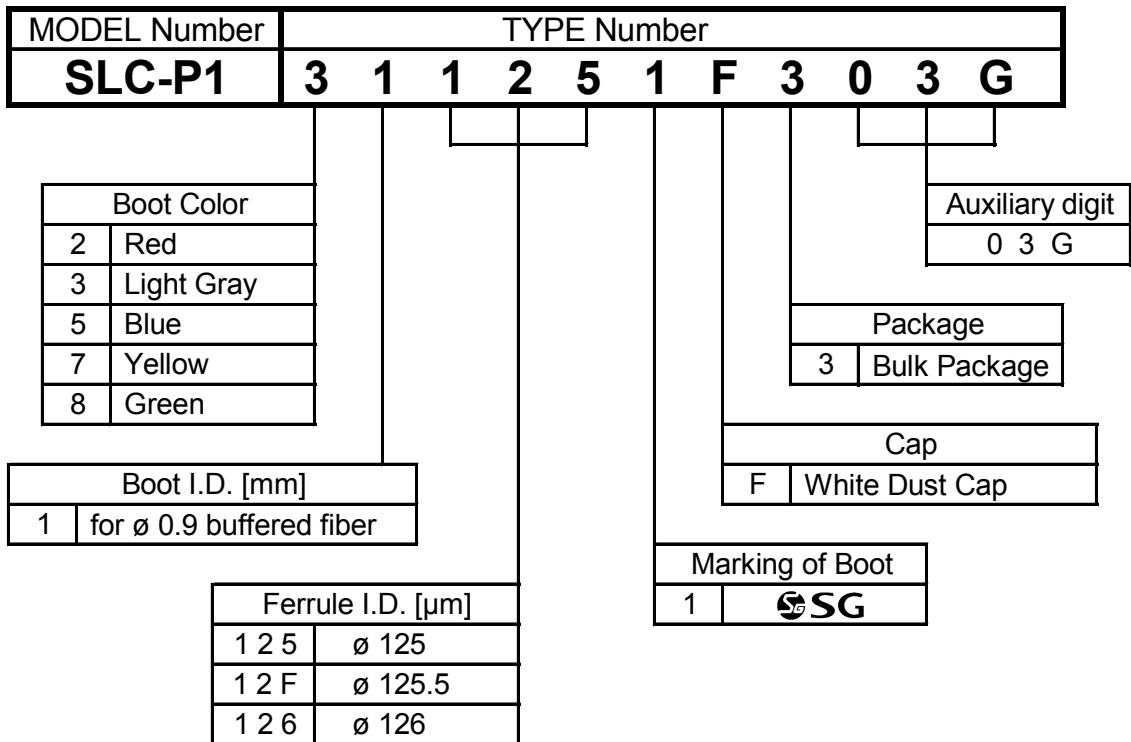 MODEL Number TYPE Number
SLC-P1 3 1 1 2 5 1 F 3 0 3 G
Boot Color
2 Red
3 Light Gray
5 Blue
7 Yellow
8 Green
Auxiliary digit
0 3 G
Package
3 Bulk Package
Cap
F White Dust Cap
Boot I.D. [mm]
1 for ø 0.9 buffered fiber
Marking of Boot
1 SG SG
Ferrule I.D. [µm]
1 2 5 ø 125
1 2 F ø 125.5
1 2 6 ø 126